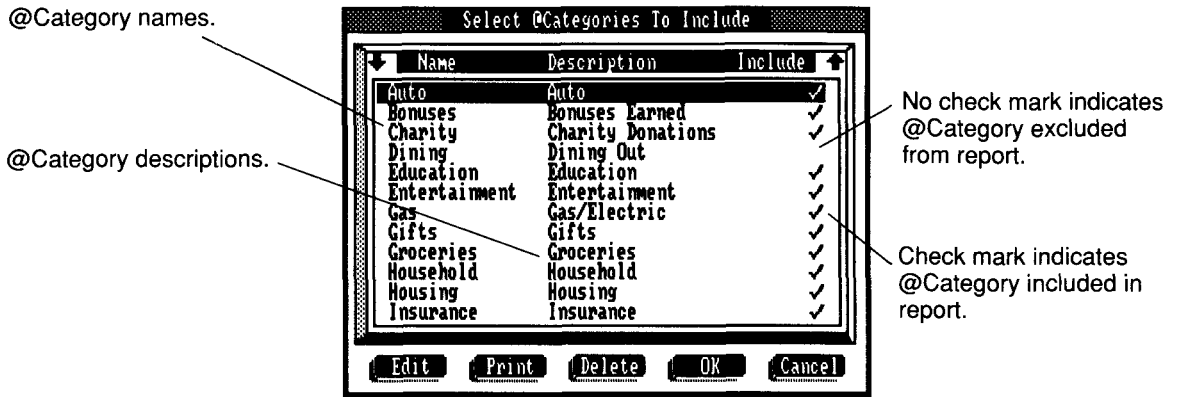 @Category names.
@Category descriptions.
Select @Categories To Include
Name Description Include
Auto Auto ✓
Bonuses Bonuses Earned ✓
Charity Charity Donations ✓
Dining Dining Out
Education Education ✓
Entertainment Entertainment ✓
Gas Gas/Electric ✓
Gifts Gifts ✓
Groceries Groceries ✓
Household Household ✓
Housing Housing ✓
Insurance Insurance ✓
Edit Print Delete OK Cancel
No check mark indicates
@Category excluded
from report.
Check mark indicates
@Category included in
report.